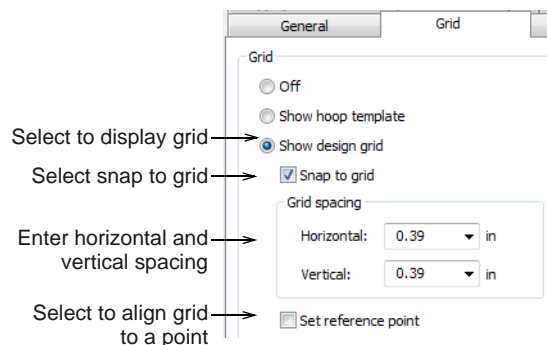 General Grid
Grid
Off
Show hoop template
Select to display grid
Show design grid
Select snap to grid
Snap to grid
Grid spacing
Enter horizontal and
vertical spacing
Horizontal: 0.39 in
Vertical: 0.39 in
Select to align grid
to a point
Set reference point